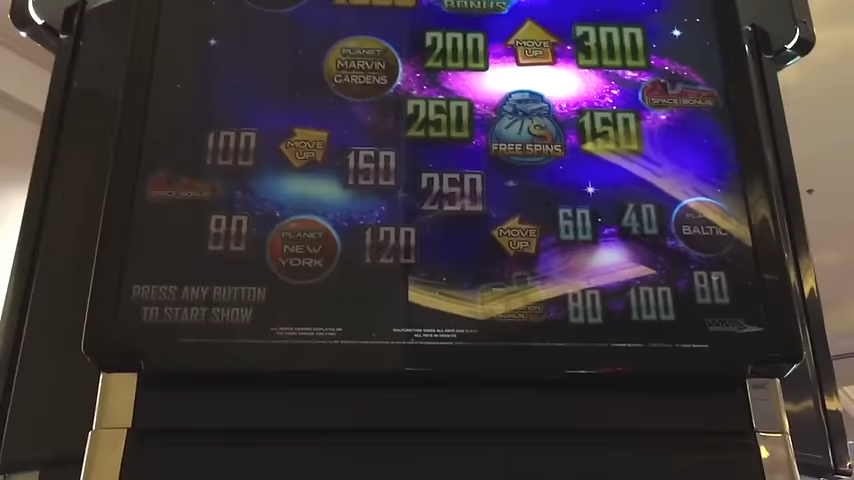 BONUS
200
MOVE
UP
300
PLANET
MARVIN
GARDENS
SPACE BONUS
250
FREE SPINS
150
100
MOVE
UP
150
250
SPACE BONUS
80
PLANET
NEW
YORK
120
MOVE
UP
60
40
BALTIC
80
100
80
PRESS ANY BUTTON
TO START SHOW
WMS